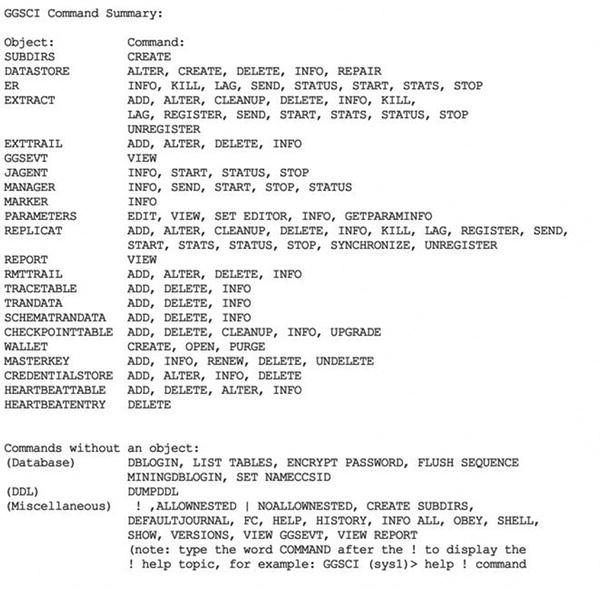 GGSCI Command Summary:
Object: Command:
SUBDIRS CREATE
DATASTORE ALTER, CREATE, DELETE, INFO, REPAIR
ER INFO, KILL, LAG, SEND, STATUS, START, STATS, STOP
EXTRACT ADD, ALTER, CLEANUP, DELETE, INFO, KILL,
LAG, REGISTER, SEND, START, STATS, STATUS, STOP
UNREGISTER
EXTTRAIL ADD, ALTER, DELETE, INFO
GGSEVT VIEW
JAGENT INFO, START, STATUS, STOP
MANAGER INFO, SEND, START, STOP, STATUS
MARKER INFO
PARAMETERS EDIT, VIEW, SET EDITOR, INFO, GETPARAMINFO
REPLICAT ADD, ALTER, CLEANUP, DELETE, INFO, KILL, LAG, REGISTER, SEND,
START, STATS, STATUS, STOP, SYNCHRONIZE, UNREGISTER
REPORT VIEW
RMTTRAIL ADD, ALTER, DELETE, INFO
TRACETABLE ADD, DELETE, INFO
TRANDATA ADD, DELETE, INFO
SCHEMATRANDATA ADD, DELETE, INFO
CHECKPOINTTABLE ADD, DELETE, CLEANUP, INFO, UPGRADE
WALLET CREATE, OPEN, PURGE
MASTERKEY ADD, INFO, RENEW, DELETE, UNDELETE
CREDENTIALSTORE ADD, ALTER, INFO, DELETE
HEARTBEATTABLE ADD, DELETE, ALTER, INFO
HEARTBEATENTRY DELETE
Commands without an object:
(Database) DBLOGIN, LIST TABLES, ENCRYPT PASSWORD, FLUSH SEQUENCE
MININGDBLOGIN, SET NAMECCSID
(DDL) DUMPDDL
(Miscellaneous) ! ,ALLOWNESTED | NOALLOWNESTED, CREATE SUBDIRS,
DEFAULTJOURNAL, FC, HELP, HISTORY, INFO ALL, OBEY, SHELL,
SHOW, VERSIONS, VIEW GGSEVT, VIEW REPORT
(note: type the word COMMAND after the ! to display the
! help topic, for example: GGSCI (sys1)> help ! command